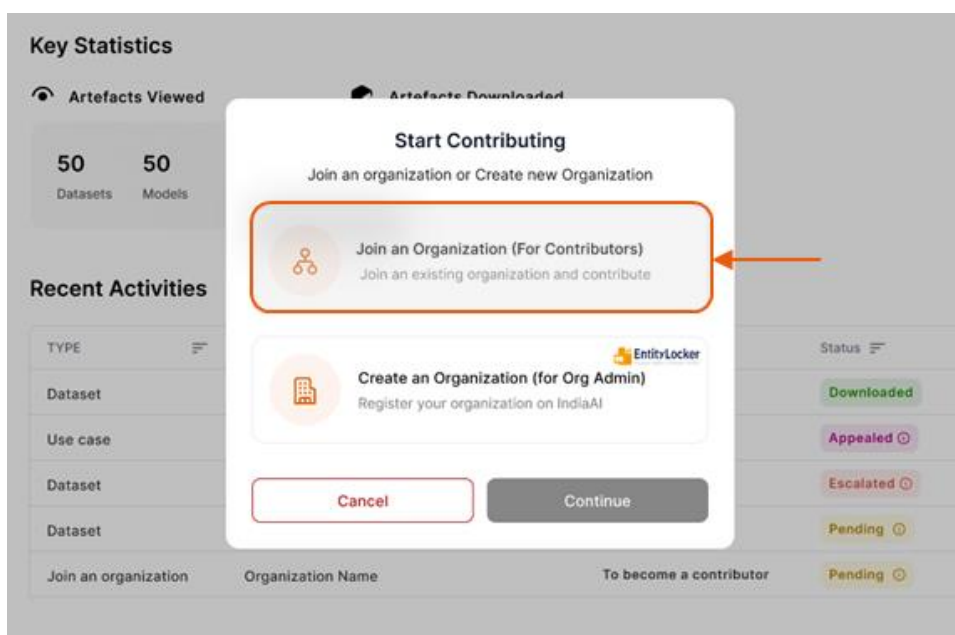 Key Statistics
Artefacts Viewed
Artefacts Downloaded
50
50
Datasets
Models
Start Contributing
Join an organization or Create new Organization
Join an Organization (For Contributors)
Join an existing organization and contribute
EntityLocker
Create an Organization (for Org Admin)
Register your organization on IndiaAI
Cancel
Continue
Recent Activities
TYPE
Status
Dataset
Downloaded
Use case
Appealed
Dataset
Escalated
Dataset
Pending
Join an organization
Organization Name
To become a contributor
Pending